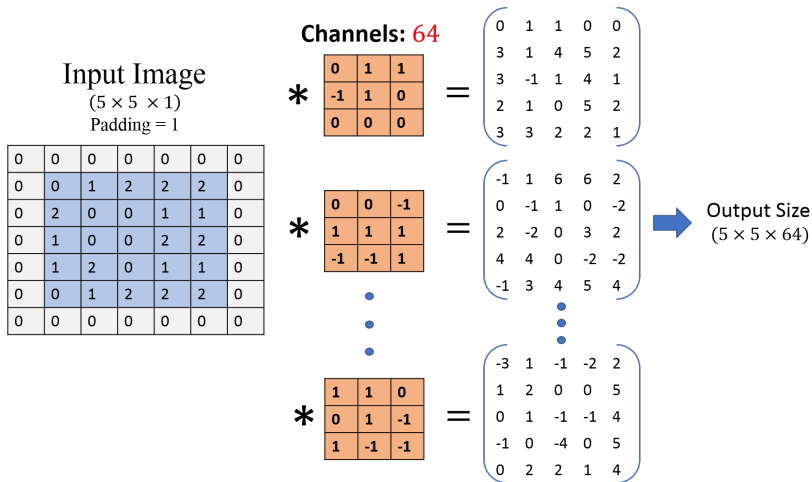 Channels: 64
Input Image
(5 × 5 × 1)
Padding = 1
0 0 0 0 0 0 0
0 0 1 2 2 2 0
0 2 0 0 1 1 0
0 1 0 0 2 2 0
0 1 2 0 1 1 0
0 0 1 2 2 2 0
0 0 0 0 0 0 0
*
0 1 1
-1 1 0
0 0 0
=
0 1 1 0 0
3 1 4 5 2
3 -1 1 4 1
2 1 0 5 2
3 3 2 2 1
*
0 0 -1
1 1 1
-1 -1 1
=
-1 1 6 6 2
0 -1 1 0 -2
2 -2 0 3 2
4 4 0 -2 -2
-1 3 4 5 4
*
1 1 0
0 1 -1
1 -1 -1
=
-3 1 -1 -2 2
1 2 0 0 5
0 1 -1 -1 4
-1 0 -4 0 5
0 2 2 1 4
Output Size
(5 × 5 × 64)